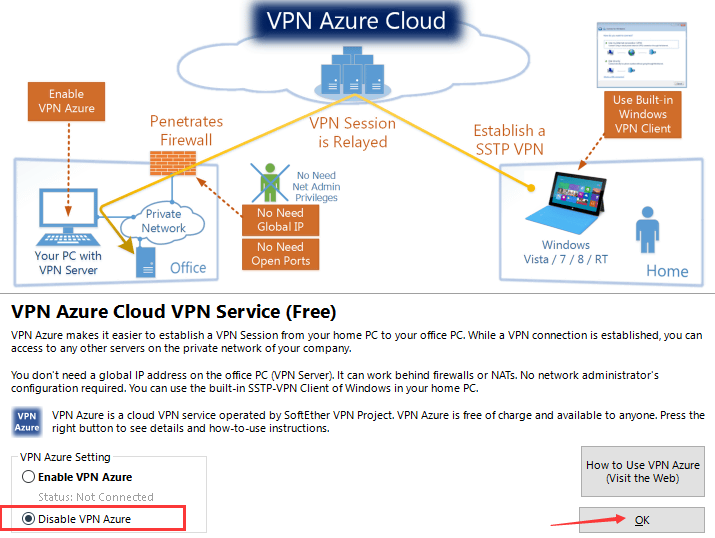 VPN Azure Cloud
Enable
VPN Azure
Penetrates
Firewall
VPN Session
is Relayed
Establish a
SSTP VPN
Use Built-in
Windows
VPN Client
No Need
Net Admin
Privileges
No Need
Global IP
No Need
Open Ports
Private
Network
Your PC with
VPN Server
Office
Windows
Vista / 7 / 8 / RT
Home
VPN Azure Cloud VPN Service (Free)
VPN Azure makes it easier to establish a VPN Session from your home PC to your office PC. While a VPN connection is established, you can
access to any other servers on the private network of your company.
You don't need a global IP address on the office PC (VPN Server). It can work behind firewalls or NATs. No network administrator's
configuration required. You can use the built-in SSTP-VPN Client of Windows in your home PC.
VPN
Azure
VPN Azure is a cloud VPN service operated by SoftEther VPN Project. VPN Azure is free of charge and available to anyone. Press the
right button to see details and how-to-use instructions.
VPN Azure Setting
Enable VPN Azure
Status: Not Connected
Disable VPN Azure
How to Use VPN Azure
(Visit the Web)
OK